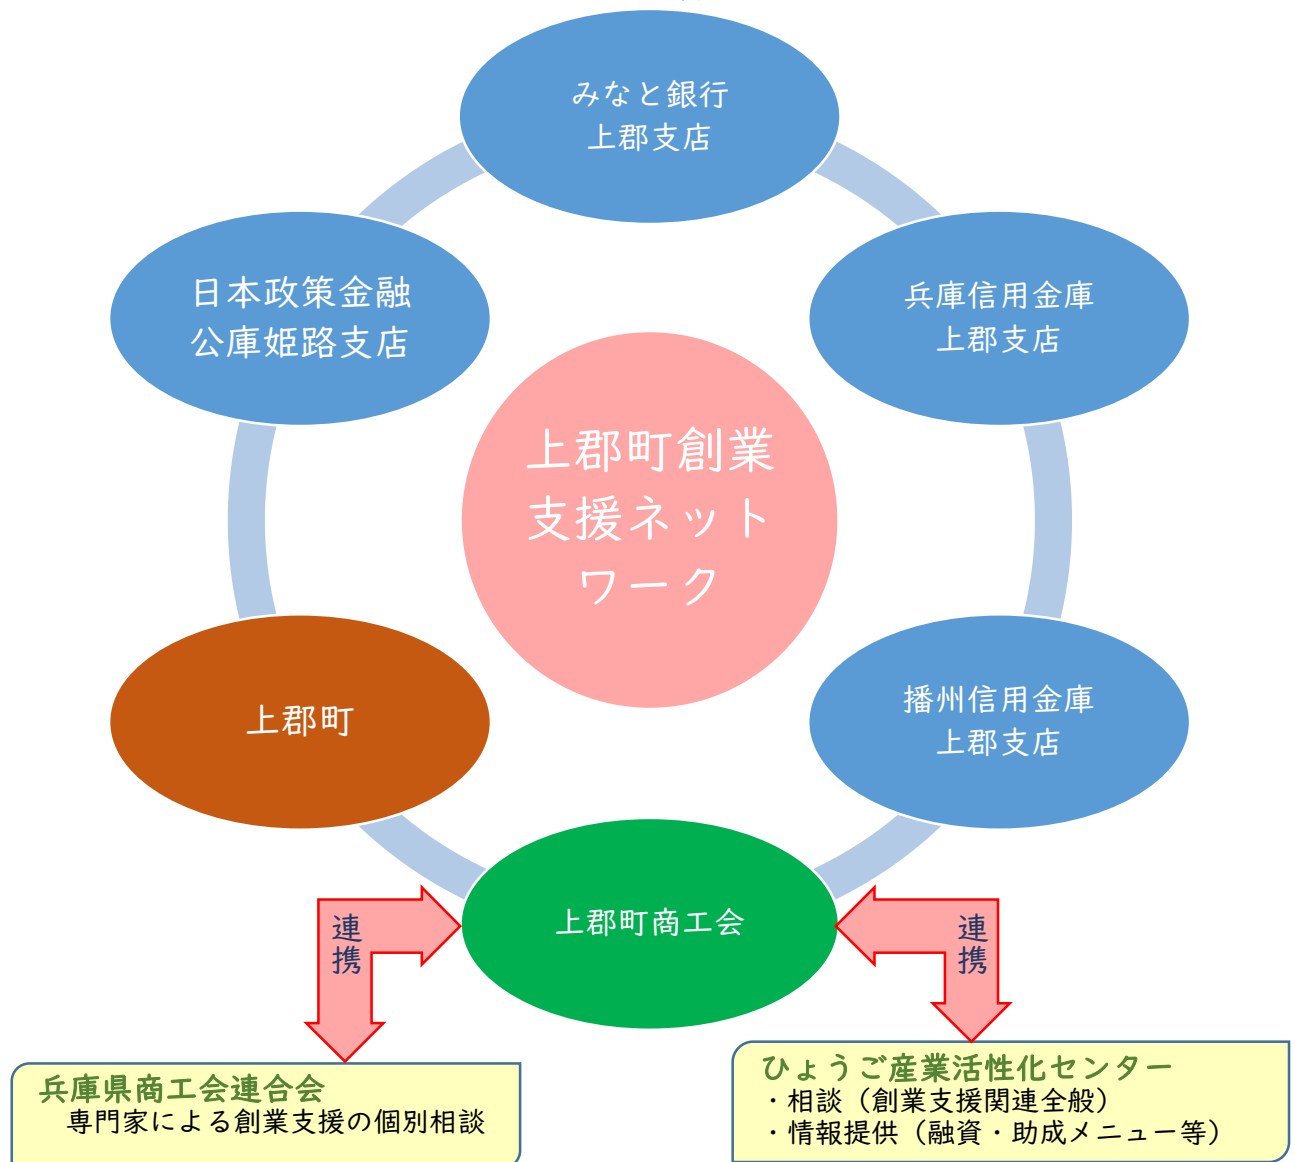 みなと銀行
上郡支店
日本政策金融
公庫姫路支店
兵庫信用金庫
上郡支店
上郡町創業
支援ネット
ワーク
上郡町
播州信用金庫
上郡支店
上郡町商工会
連携
連携
兵庫県商工会連合会
専門家による創業支援の個別相談
ひょうご産業活性化センター
・相談（創業支援関連全般）
・情報提供（融資・助成メニュー等）